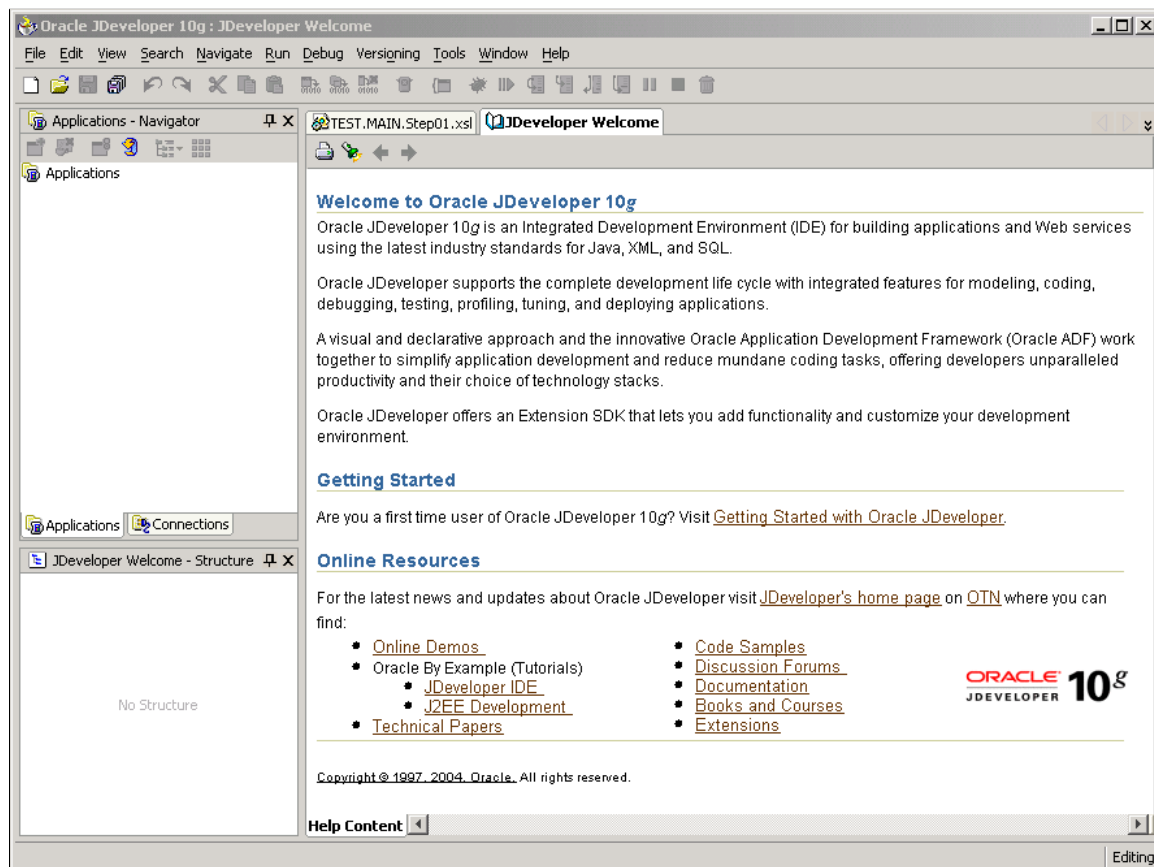 Oracle JDeveloper 10g : JDeveloper Welcome
File Edit View Search Navigate Run Debug Versioning Tools Window Help
Applications - Navigator
TEST.MAIN.Step01.xsl
JDeveloper Welcome
Applications
Welcome to Oracle JDeveloper 10g
Oracle JDeveloper 10g is an Integrated Development Environment (IDE) for building applications and Web services
using the latest industry standards for Java, XML, and SQL.
Oracle JDeveloper supports the complete development life cycle with integrated features for modeling, coding,
debugging, testing, profiling, tuning, and deploying applications.
A visual and declarative approach and the innovative Oracle Application Development Framework (Oracle ADF) work
together to simplify application development and reduce mundane coding tasks, offering developers unparalleled
productivity and their choice of technology stacks.
Oracle JDeveloper offers an Extension SDK that lets you add functionality and customize your development
environment.
Getting Started
Are you a first time user of Oracle JDeveloper 10g? Visit Getting Started with Oracle JDeveloper.
Applications
Connections
JDeveloper Welcome - Structure
No Structure
Online Resources
For the latest news and updates about Oracle JDeveloper visit JDeveloper's home page on OTN where you can
find:
Online Demos
Oracle By Example (Tutorials)
JDeveloper IDE
J2EE Development
Technical Papers
Code Samples
Discussion Forums
Documentation
Books and Courses
Extensions
ORACLE
JDEVELOPER 10g
Copyright © 1997, 2004, Oracle. All rights reserved.
Help Content
Editing